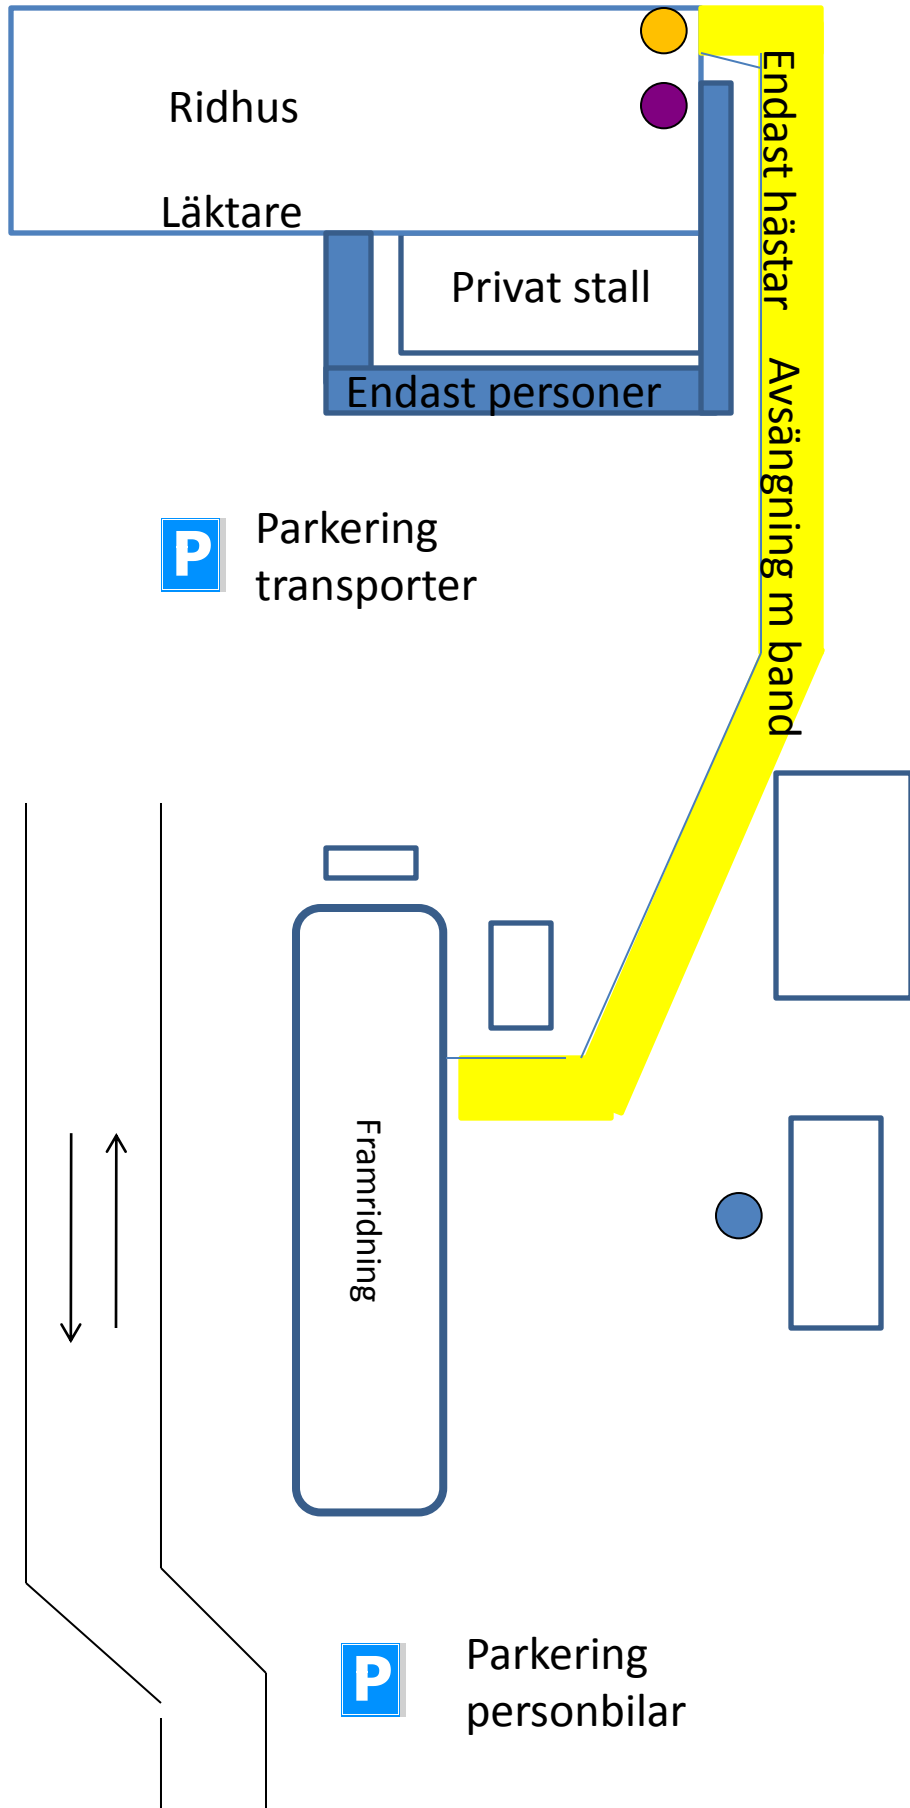 Ridhus
Läktare
Privat stall
Endast personer
Endast hästar Avsängning m band
P
Parkering
transporter
Framridning
P
Parkering
personbilar